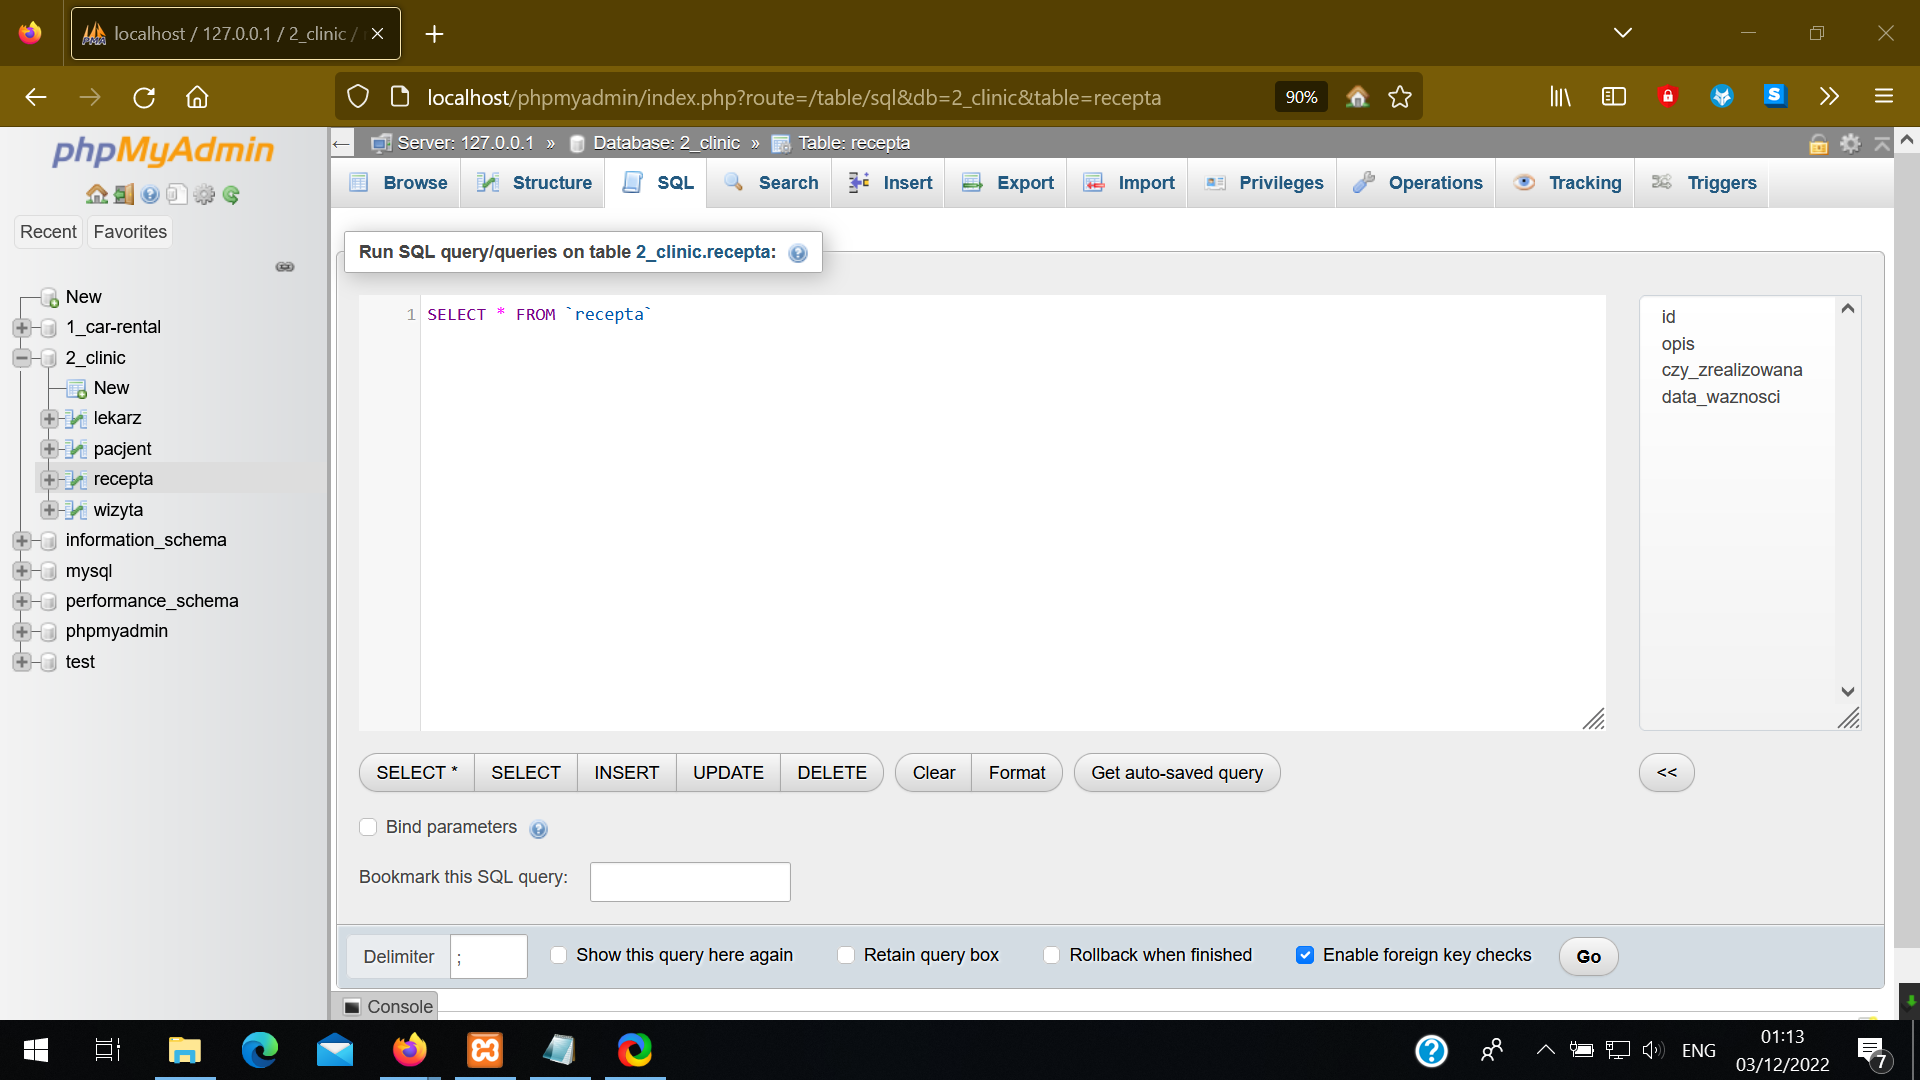 localhost / 127.0.0.1 / 2_clinic /
localhost/phpmyadmin/index.php?route=/table/sql&db=2_clinic&table=recepta
90%
phpMyAdmin
Recent
Favorites
New
1_car-rental
2_clinic
New
lekarz
pacjent
recepta
wizyta
information_schema
mysql
performance_schema
phpmyadmin
test
Server: 127.0.0.1 » Database: 2_clinic » Table: recepta
Browse
Structure
SQL
Search
Insert
Export
Import
Privileges
Operations
Tracking
Triggers
Run SQL query/queries on table 2_clinic.recepta:
1 SELECT * FROM `recepta`
id
opis
czy_zrealizowana
data_waznosci
SELECT *
SELECT
INSERT
UPDATE
DELETE
Clear
Format
Get auto-saved query
<<
Bind parameters
Bookmark this SQL query:
Delimiter ;
Show this query here again
Retain query box
Rollback when finished
Enable foreign key checks
Go
Console
ENG
01:13
03/12/2022
7